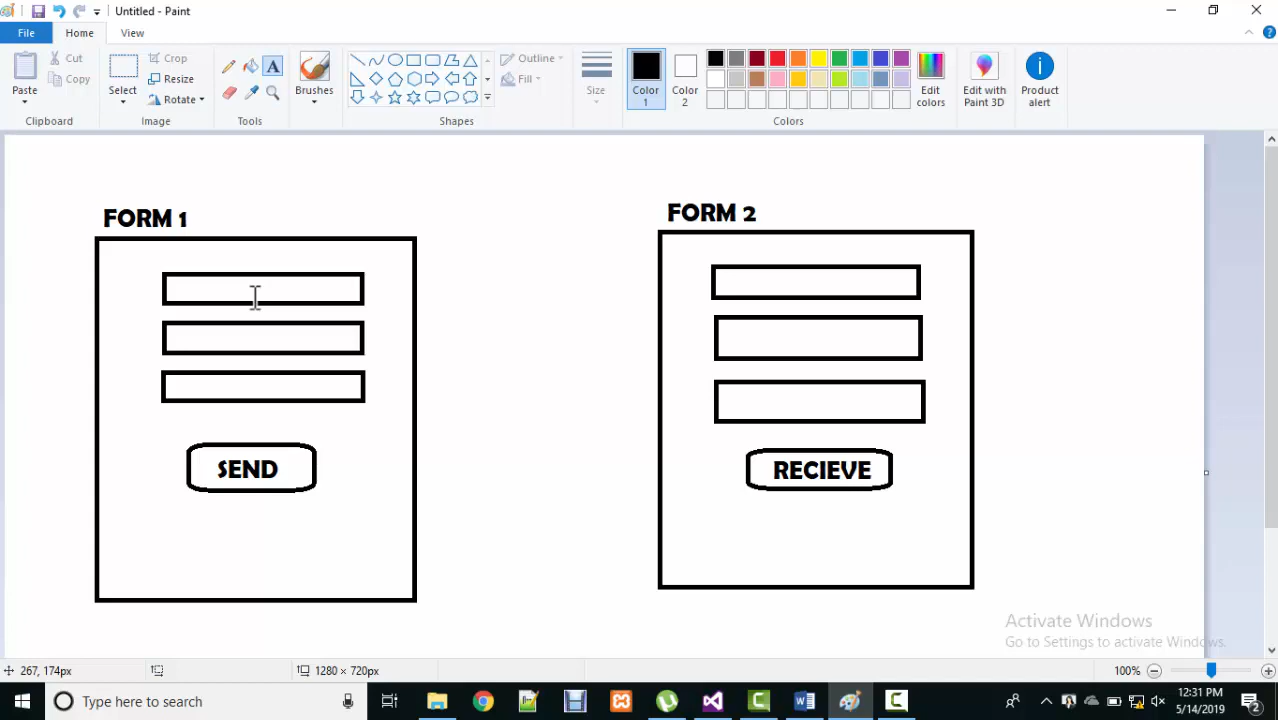 Untitled - Paint
File Home View
Paste
Cut
Copy
Clipboard
Select
Crop
Resize
Rotate
Image
A
Tools
Brushes
Outline
Fill
Shapes
Size
Color 1
Color 2
Edit colors
Colors
Edit with Paint 3D
Product alert
FORM 1
SEND
FORM 2
RECIEVE
Activate Windows
Go to Settings to activate Windows.
267, 174px
1280 × 720px
100%
Type here to search
12:31 PM
5/14/2019
2